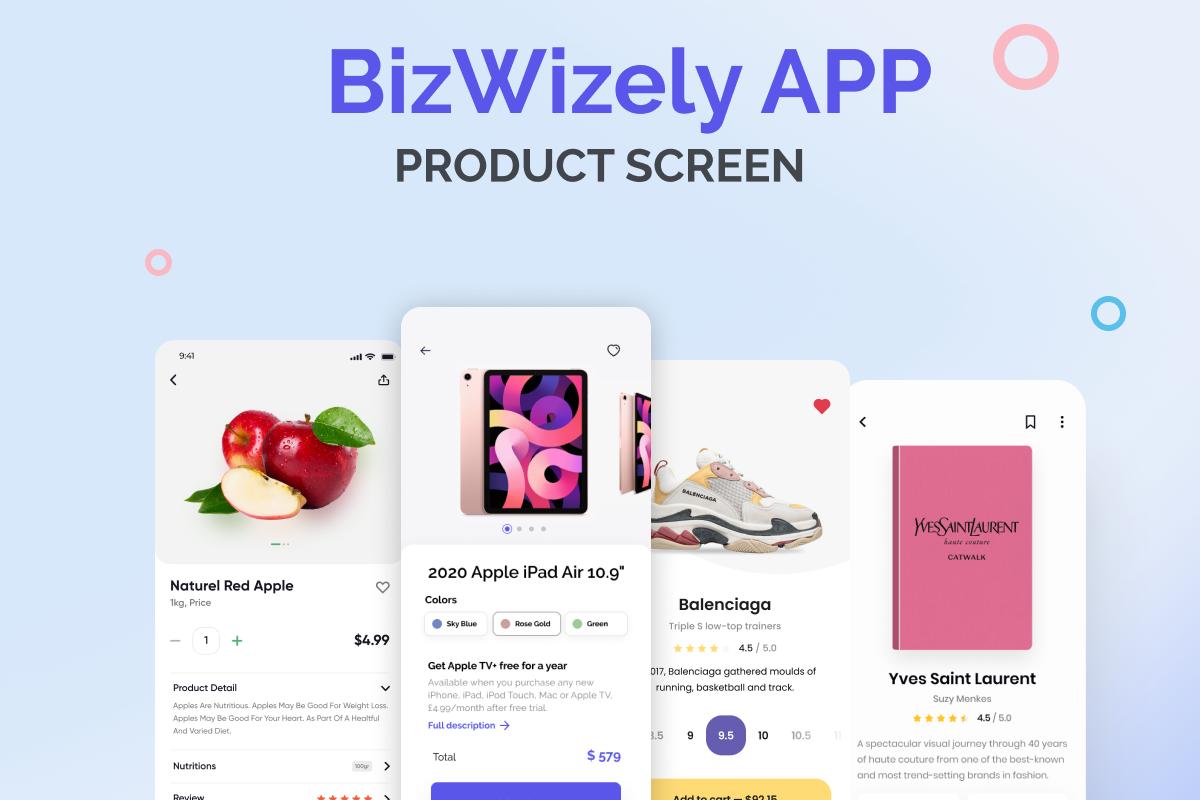 BizWizely APP
PRODUCT SCREEN
9:41
Naturel Red Apple
1kg, Price
1
$4.99
Product Detail
Apples Are Nutritious. Apples May Be Good For Weight Loss.
Apples May Be Good For Your Heart. As Part Of A Healtful
And Varied Diet.
Nutritions
100gr
Review
2020 Apple iPad Air 10.9"
Colors
Sky Blue
Rose Gold
Green
Get Apple TV+ free for a year
Available when you purchase any new
iPhone, iPad, iPod Touch, Mac or Apple TV,
£4.99/month after free trial.
Full description
Total
$ 579
BALENCIAGA
Balenciaga
Triple S low-top trainers
4.5 / 5.0
017, Balenciaga gathered moulds of
running, basketball and track.
8.5 9 9.5 10 10.5 11
Add to cart — $92.15
YVESSAINTLAURENT
haute couture
CATWALK
Yves Saint Laurent
Suzy Menkes
4.5 / 5.0
A spectacular visual journey through 40 years
of haute couture from one of the best-known
and most trend-setting brands in fashion.